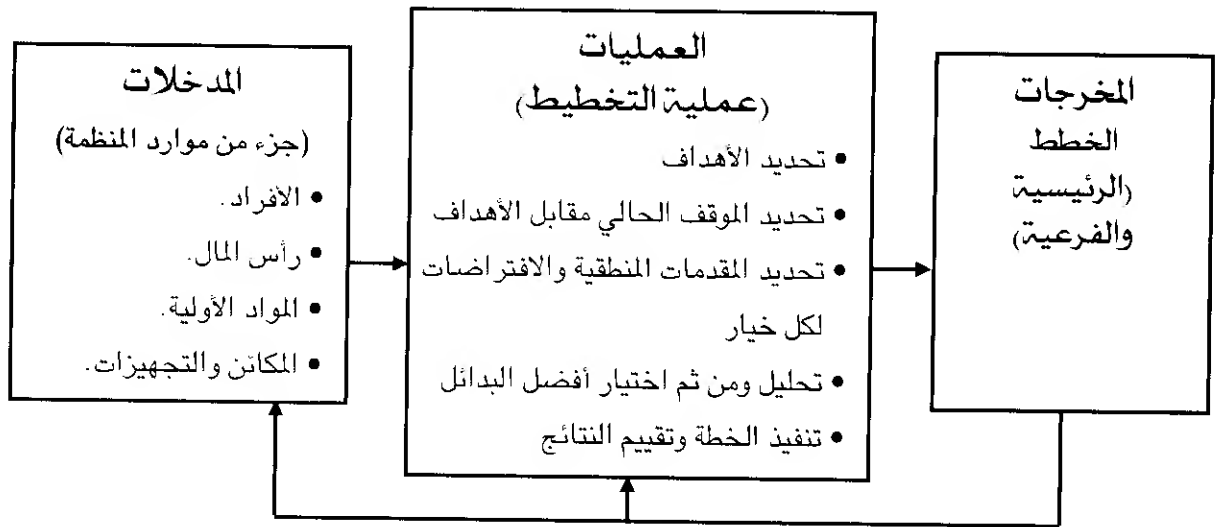 المدخلات
(جزء من موارد المنظمة)
• الافراد.
• رأس المال.
• المواد الأولية.
• المكائن والتجهيزات.
العمليات
(عملية التخطيط)
• تحديد الأهداف
• تحديد الموقف الحالي مقابل الأهداف
• تحديد المقدمات المنطقية والافتراضات
لكل خيار
• تحليل ومن ثم اختيار أفضل البدائل
• تنفيذ الخطة وتقييم النتائج
المخرجات
الخطط
(الرئيسية
والفرعية)